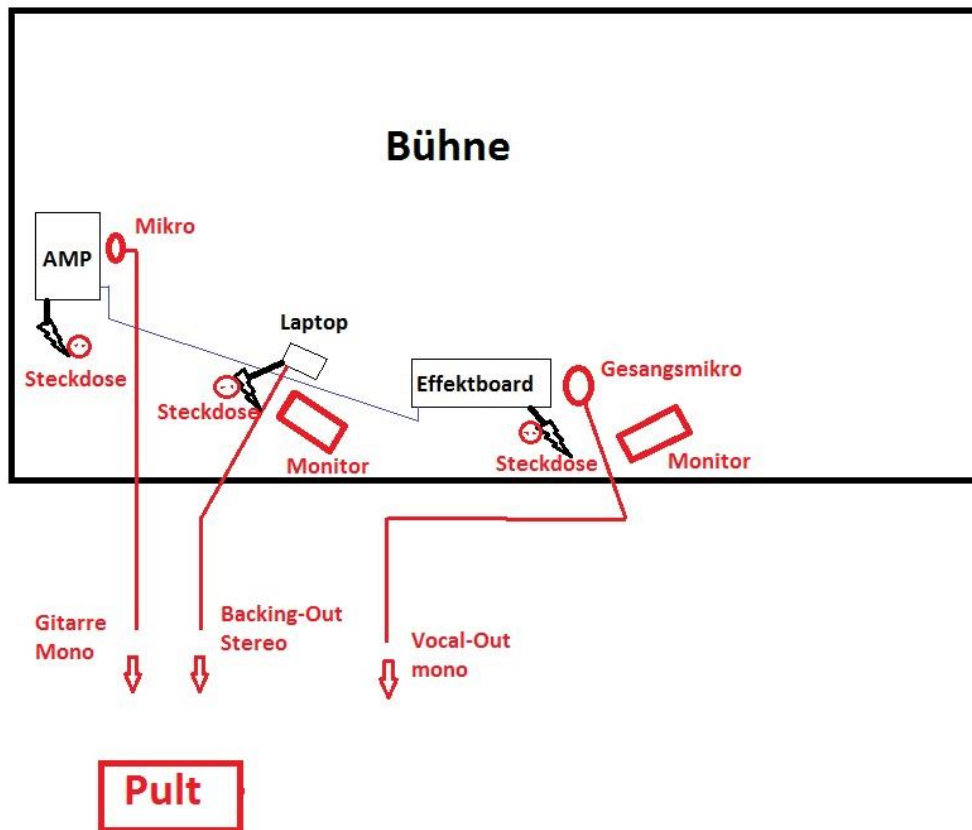 Bühne
Mikro
AMP
Laptop
Steckdose
Effektboard
Gesangsmikro
Steckdose
Monitor
Steckdose
Monitor
Gitarre
Mono
Backing-Out
Stereo
Vocal-Out
mono
Pult